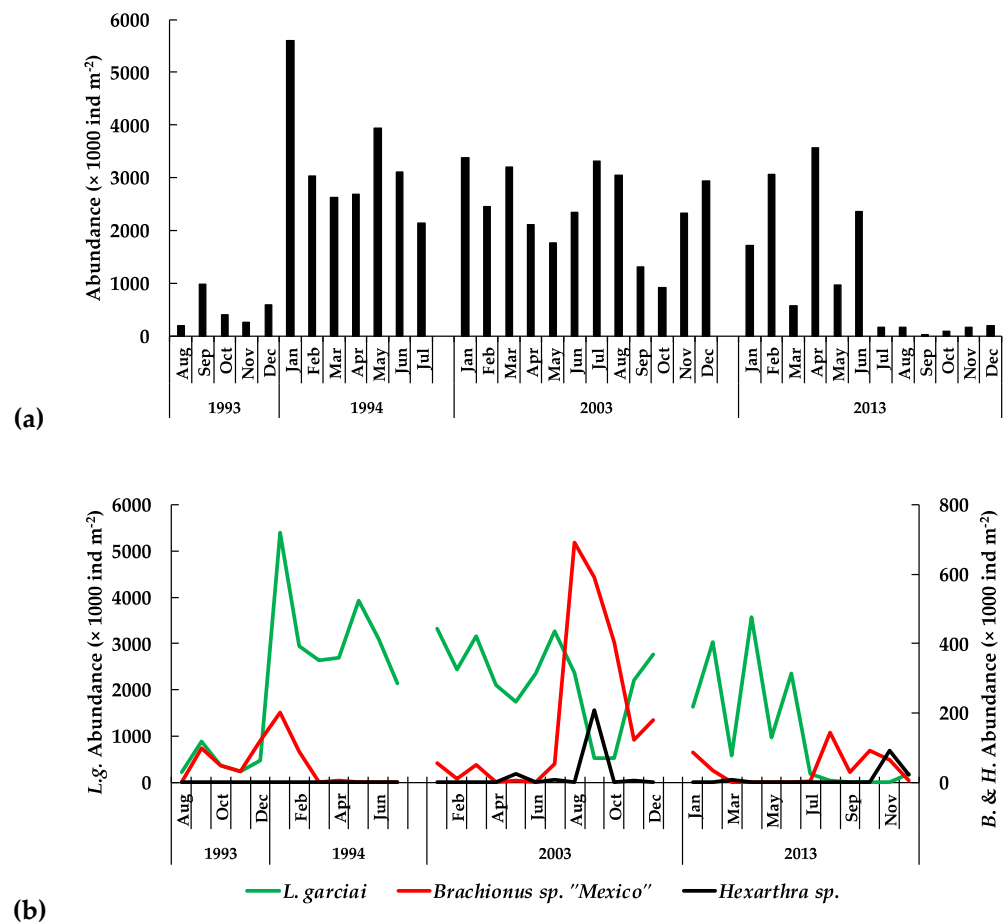 Abundance (× 1000 ind m-2)
6000
5000
4000
3000
2000
1000
0
Aug Sep Oct Nov Dec Jan Feb Mar Apr May Jun Jul Jan Feb Mar Apr May Jun Jul Aug Sep Oct Nov Dec Jan Feb Mar Apr May Jun Jul Aug Sep Oct Nov Dec
1993 1994 2003 2013
(a)
L.g. Abundance (× 1000 ind m-2)
6000
5000
4000
3000
2000
1000
0
800
600
400
200
0
B. & H. Abundance (× 1000 ind m-2)
Aug Oct Dec Feb Apr Jun Feb Apr Jun Aug Oct Dec Jan Mar May Jul Sep Nov
1993 1994 2003 2013
L. garciai Brachionus sp. "Mexico" Hexarthra sp.
(b)